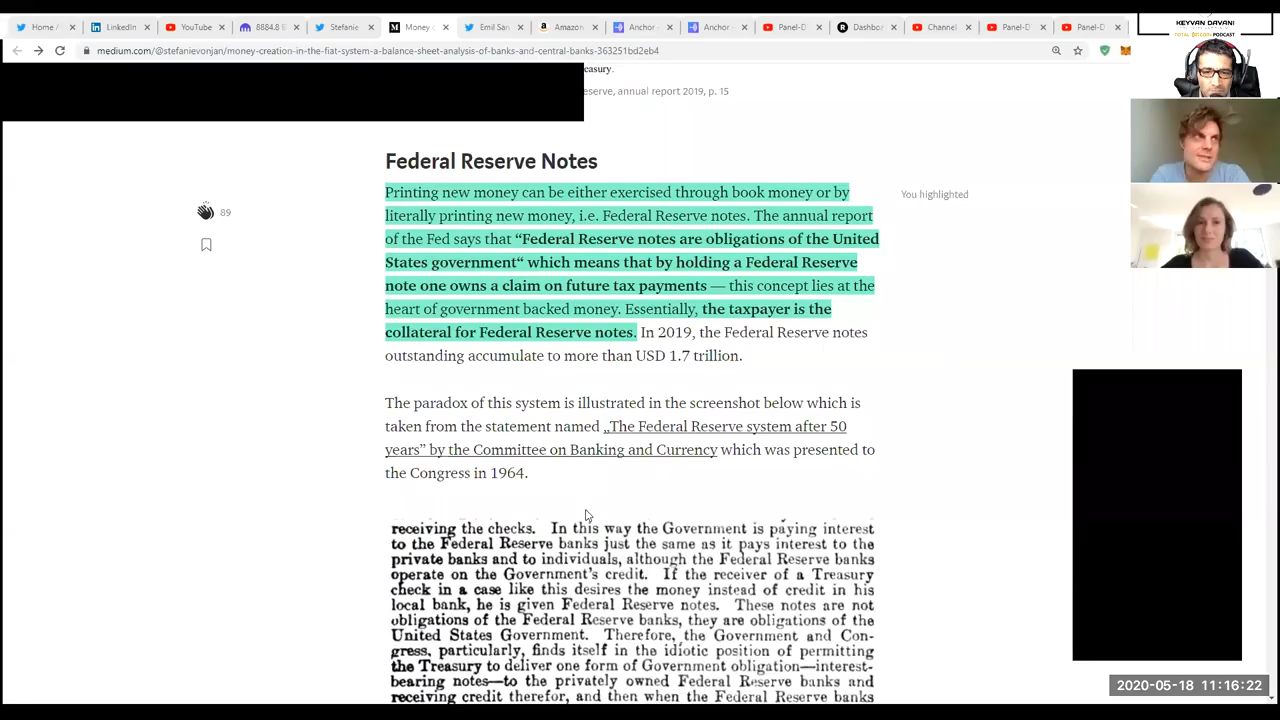 Home /
LinkedIn
YouTube
8884.8
Stefanie
Money
Emil Sa
Amazon
Anchor -
Anchor -
Panel-D
Dashbo
Channel
Panel-D
Panel-D
medium.com/@stefanievonjan/money-creation-in-the-fiat-system-a-balance-sheet-analysis-of-banks-and-central-banks-363251bd2eb4
KEYVAN DAVANI
TOTAL BITCOIN PODCAST
easury.
eserve, annual report 2019, p. 15
Federal Reserve Notes
Printing new money can be either exercised through book money or by
literally printing new money, i.e. Federal Reserve notes. The annual report
of the Fed says that “Federal Reserve notes are obligations of the United
States government“ which means that by holding a Federal Reserve
note one owns a claim on future tax payments — this concept lies at the
heart of government backed money. Essentially, the taxpayer is the
collateral for Federal Reserve notes. In 2019, the Federal Reserve notes
outstanding accumulate to more than USD 1.7 trillion.
You highlighted
89
The paradox of this system is illustrated in the screenshot below which is
taken from the statement named „The Federal Reserve system after 50
years” by the Committee on Banking and Currency which was presented to
the Congress in 1964.
receiving the checks. In this way the Government is paying interest
to the Federal Reserve banks just the same as it pays interest to the
private banks and to individuals, although the Federal Reserve banks
operate on the Government's credit. If the receiver of a Treasury
check in a case like this desires the money instead of credit in his
local bank, he is given Federal Reserve notes. These notes are not
obligations of the Federal Reserve banks, they are obligations of the
United States Government. Therefore, the Government and Con-
gress, particularly, finds itself in the idiotic position of permitting
the Treasury to deliver one form of Government obligation—interest-
bearing notes—to the privately owned Federal Reserve banks and
receiving credit therefor, and then when the Federal Reserve banks
2020-05-18 11:16:22